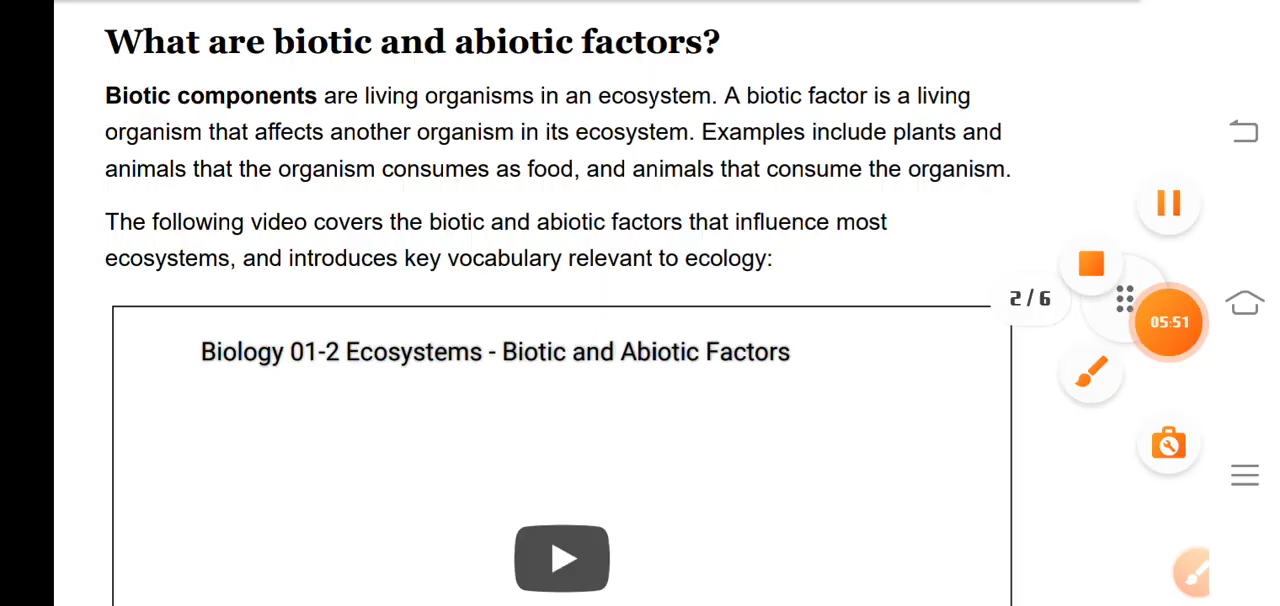 What are biotic and abiotic factors?
Biotic components are living organisms in an ecosystem. A biotic factor is a living
organism that affects another organism in its ecosystem. Examples include plants and
animals that the organism consumes as food, and animals that consume the organism.
The following video covers the biotic and abiotic factors that influence most
ecosystems, and introduces key vocabulary relevant to ecology:
2 / 6
05:51
Biology 01-2 Ecosystems - Biotic and Abiotic Factors